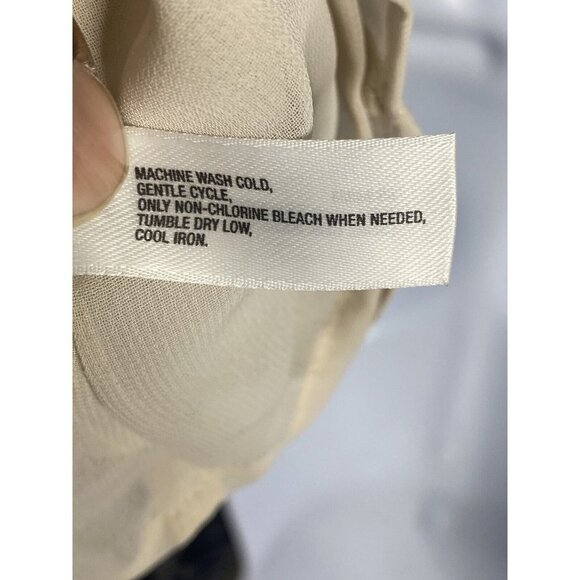 MACHINE WASH COLD,
GENTLE CYCLE,
ONLY NON-CHLORINE BLEACH WHEN NEEDED,
TUMBLE DRY LOW,
COOL IRON.